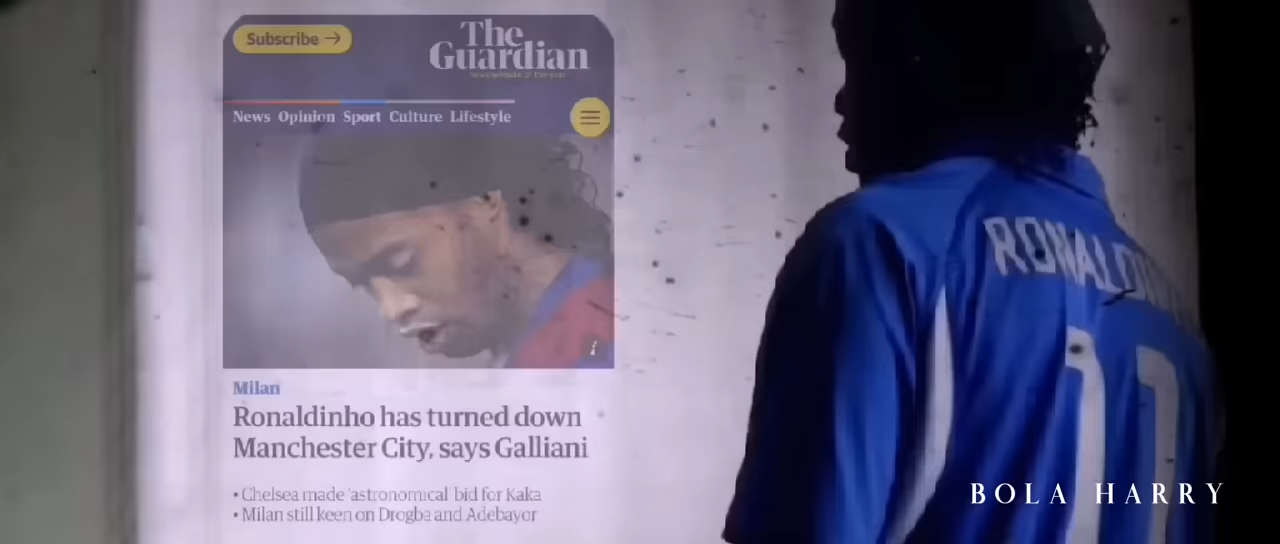 Subscribe →
The
Guardian
News Opinion Sport Culture Lifestyle
Milan
Ronaldinho has turned down
Manchester City, says Galliani
• Chelsea made 'astronomical' bid for Kaka
• Milan still keen on Drogba and Adebayor
10
BOLA HARRY